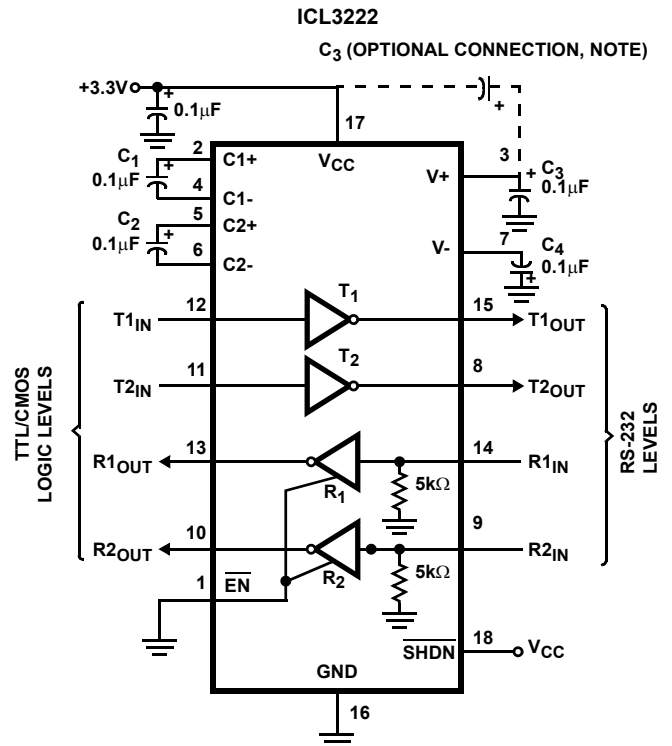 ICL3222
C3 (OPTIONAL CONNECTION, NOTE)
+3.3V
+
0.1μF
+
17
2
C1+
VCC
3
+
C1
0.1μF
+
4
C1-
V+
C3
0.1μF
5
C2+
C2
0.1μF
+
6
C2-
7
V-
C4
0.1μF
+
T1IN
12
T1
15
T1OUT
T2IN
11
T2
8
T2OUT
TTL/CMOS
LOGIC LEVELS
RS-232
LEVELS
R1OUT
13
R1
14
R1IN
5kΩ
R2OUT
10
R2
9
R2IN
5kΩ
1
EN
SHDN
18
VCC
GND
16